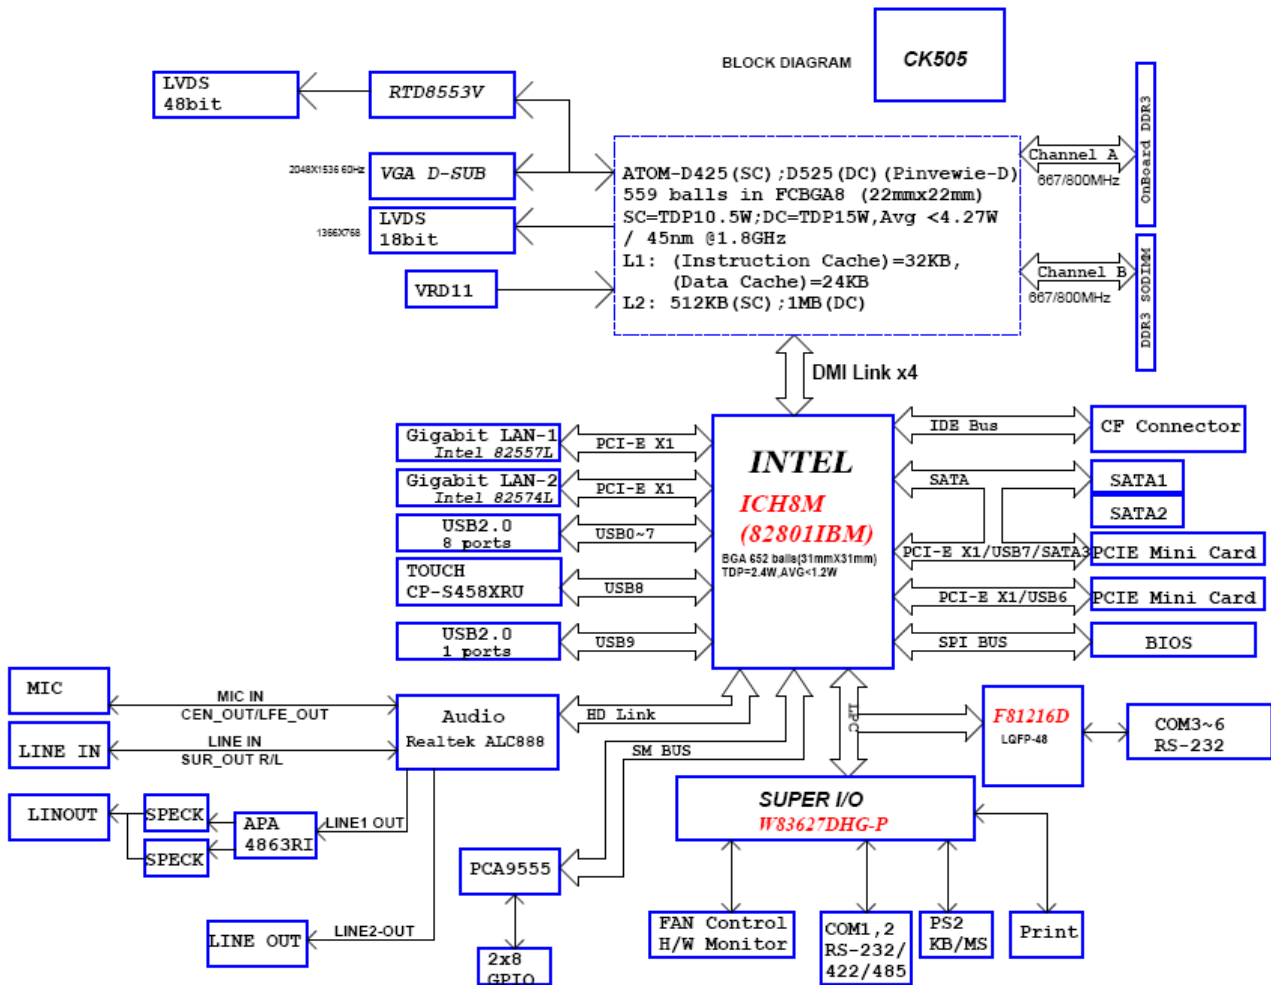 BLOCK DIAGRAM
CK505
LVDS
48bit
RTD8553V
2048X1536 60Hz
VGA D-SUB
1366X768
LVDS
18bit
VRD11
ATOM-D425(SC);D525(DC)(Pinvewie-D)
559 balls in FCBGA8 (22mmx22mm)
SC=TDP10.5W;DC=TDP15W,Avg <4.27W
/ 45nm @1.8GHz
L1: (Instruction Cache)=32KB,
(Data Cache)=24KB
L2: 512KB(SC);1MB(DC)
Channel A
667/800MHz
OnBoard DDR3
Channel B
667/800MHz
DDR3 SODIMM
DMI Link x4
Gigabit LAN-1
Intel 82557L
PCI-E X1
Gigabit LAN-2
Intel 82574L
PCI-E X1
USB2.0
8 ports
USB0~7
TOUCH
CP-S458XRU
USB8
USB2.0
1 ports
USB9
INTEL
ICH8M
(82801IBM)
BGA 652 balls(31mmX31mm)
TDP=2.4W,AVG<1.2W
IDE Bus
CF Connector
SATA
SATA1
SATA2
PCI-E X1/USB7/SATA3
PCIE Mini Card
PCI-E X1/USB6
PCIE Mini Card
SPI BUS
BIOS
MIC
MIC IN
CEN_OUT/LFE_OUT
LINE IN
LINE IN
SUR_OUT R/L
Audio
Realtek ALC888
HD Link
SM BUS
LPC
F81216D
LQFP-48
COM3~6
RS-232
LINOUT
SPECK
SPECK
APA
4863RI
LINE1 OUT
LINE OUT
LINE2-OUT
PCA9555
2x8
GPIO
SUPER I/O
W83627DHG-P
FAN Control
H/W Monitor
COM1,2
RS-232/
422/485
PS2
KB/MS
Print